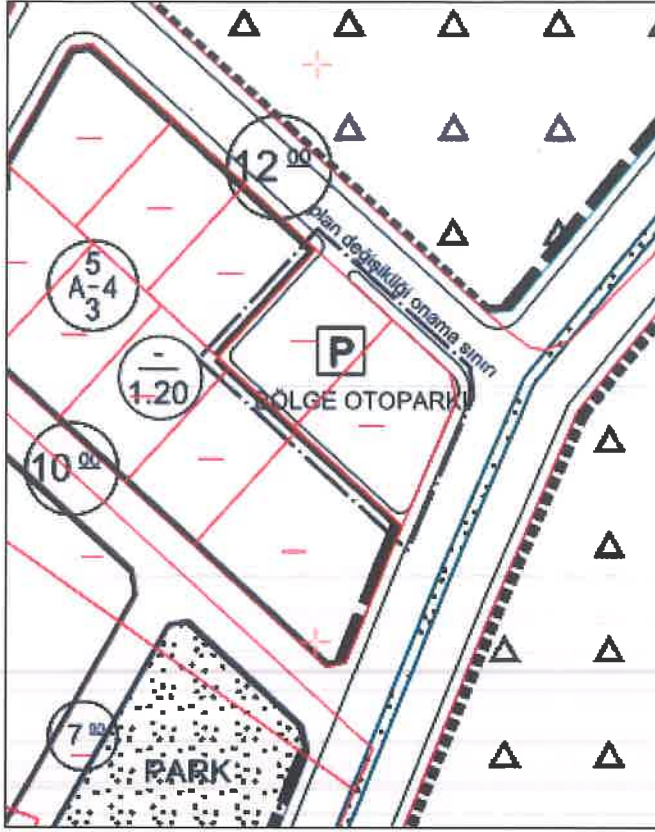 12 00
plan değişikliği onama sınırı
5
A-4
3
P
-
1.20
BÖLGE OTOPARKI
10 00
7 00
PARK